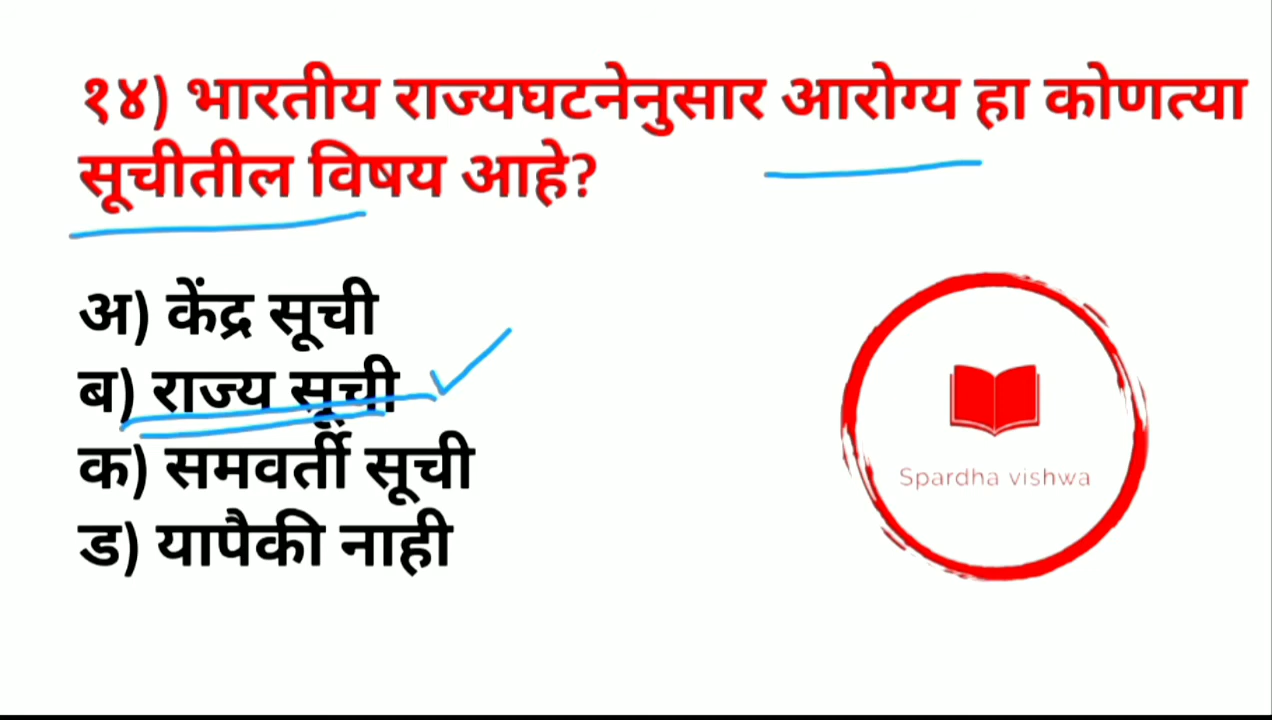 १४) भारतीय राज्यघटनेनुसार आरोग्य हा कोणत्या
सूचीतील विषय आहे?
अ) केंद्र सूची
ब) राज्य सूची
क) समवर्ती सूची
ड) यापैकी नाही
Spardha vishwa